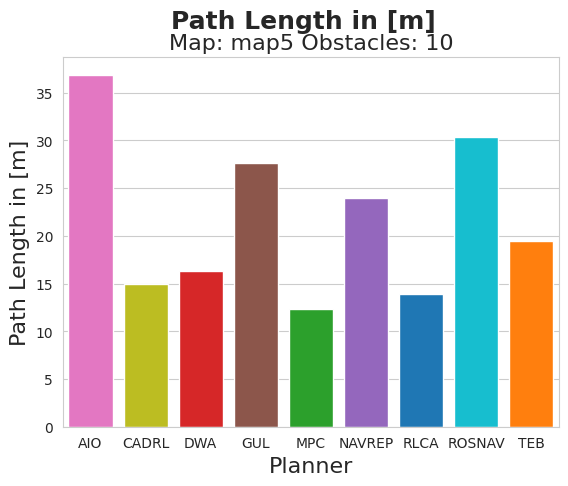 Path Length in [m]
Map: map5 Obstacles: 10
Path Length in [m]
35
30
25
20
15
10
5
0
AIO CADRL DWA GUL MPC NAVREP RLCA ROSNAV TEB
Planner